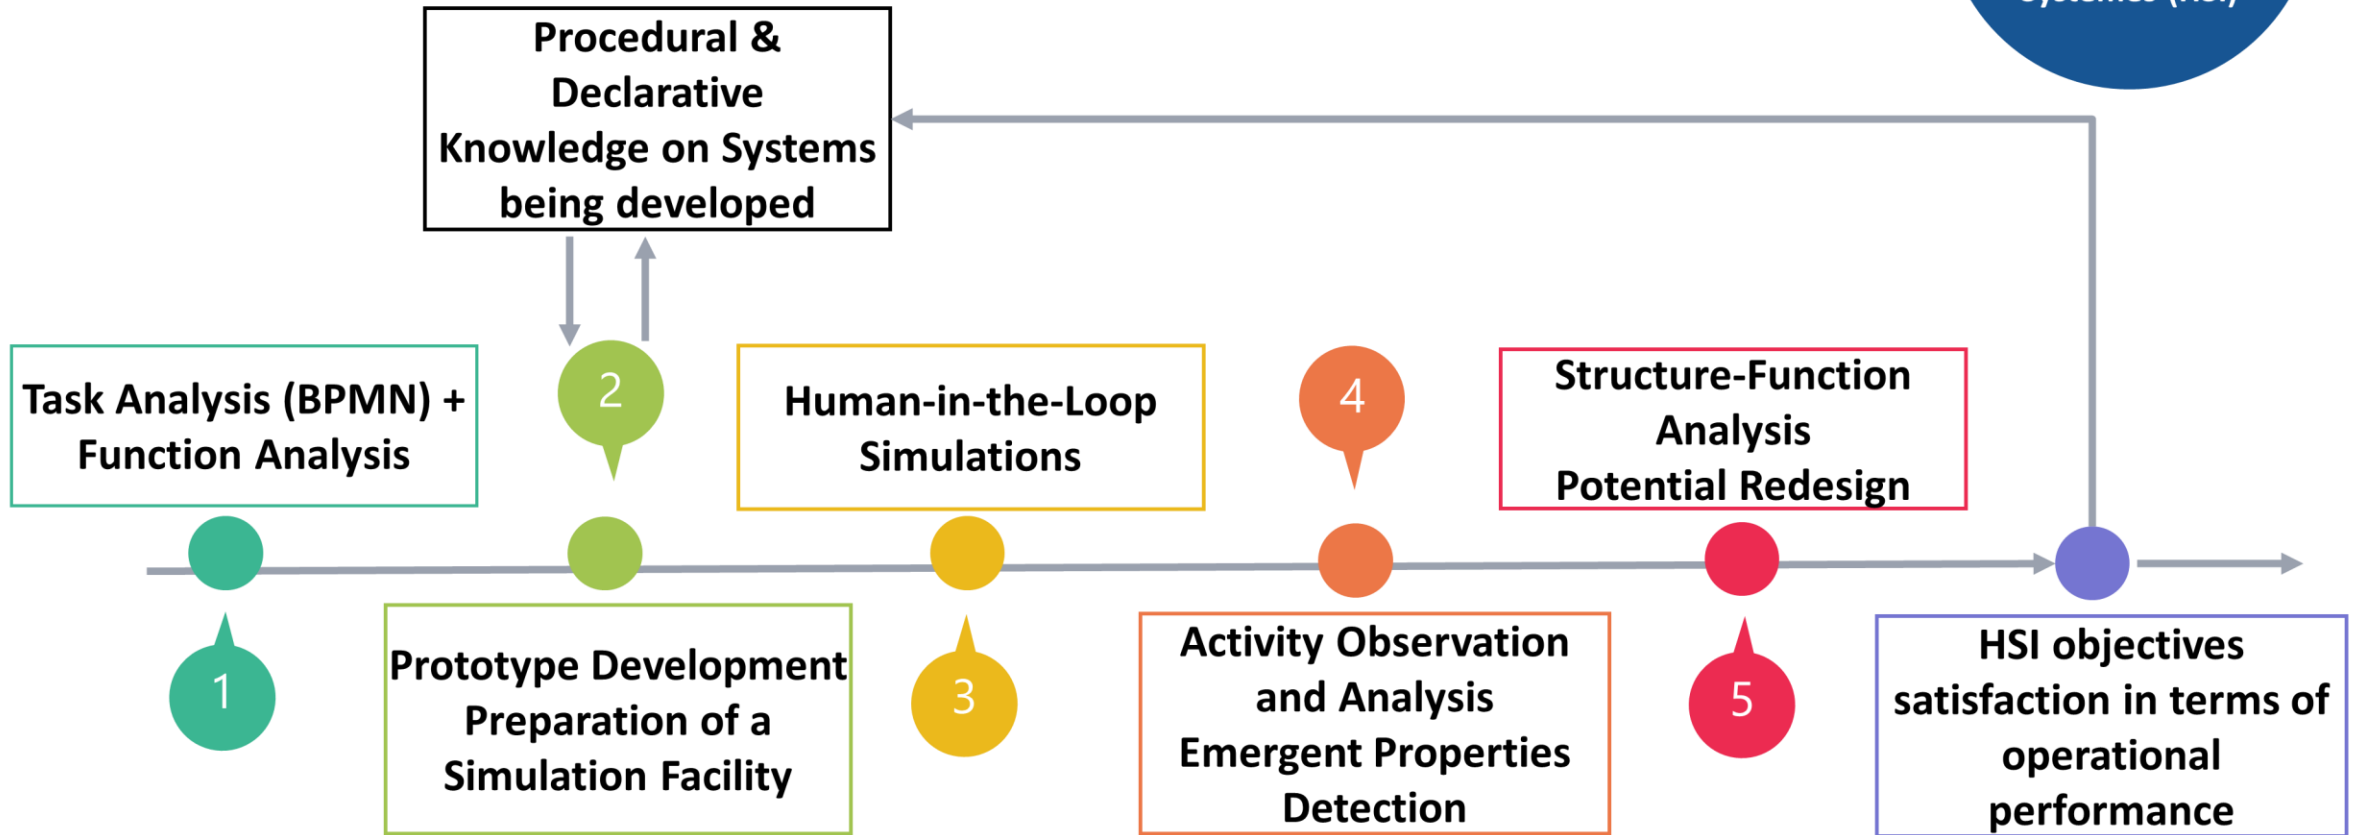 Procedural &
Declarative
Knowledge on Systems
being developed
Task Analysis (BPMN) +
Function Analysis
1
2
Prototype Development
Preparation of a
Simulation Facility
Human-in-the-Loop
Simulations
3
4
Activity Observation
and Analysis
Emergent Properties
Detection
Structure-Function
Analysis
Potential Redesign
5
HSI objectives
satisfaction in terms of
operational
performance